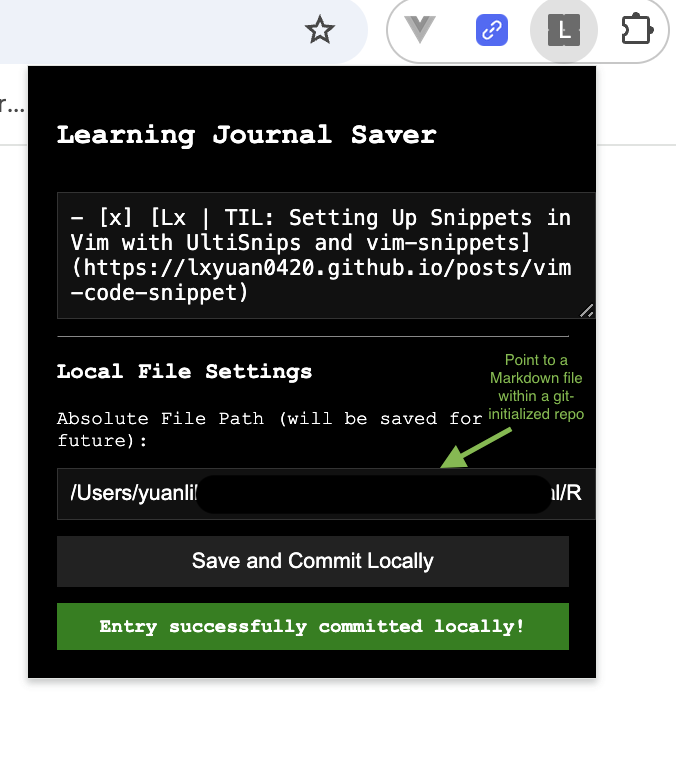 L
r...
Learning Journal Saver
- [x] [Lx | TIL: Setting Up Snippets in
Vim with UltiSnips and vim-snippets]
(https://lxyuan0420.github.io/posts/vim
-code-snippet)
Local File Settings
Point to a
Markdown file
within a git-
initialized repo
Absolute File Path (will be saved for
future):
/Users/yuanli l/R
Save and Commit Locally
Entry successfully committed locally!